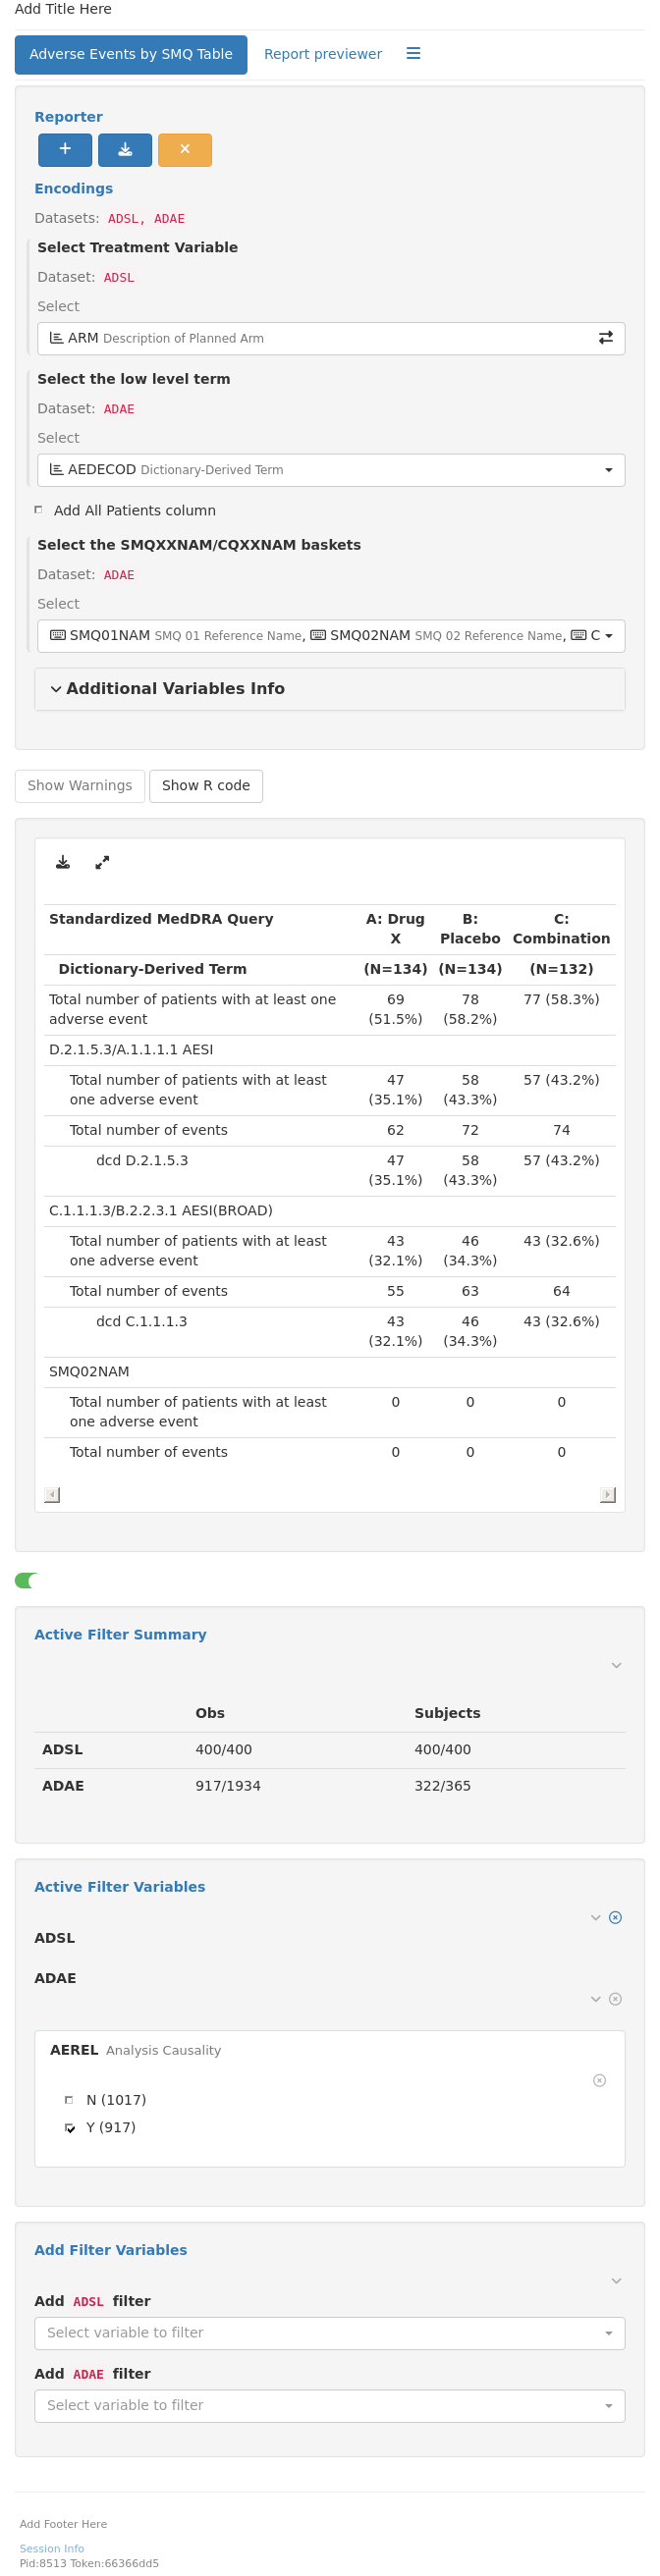 Add Title Here
Adverse Events by SMQ Table Report previewer
Reporter
Encodings
Datasets: ADSL, ADAE
Select Treatment Variable
Dataset: ADSL
Select
ARM Description of Planned Arm
Select the low level term
Dataset: ADAE
Select
AEDECOD Dictionary-Derived Term
Add All Patients column
Select the SMQXXNAM/CQXXNAM baskets
Dataset: ADAE
Select
SMQ01NAM SMQ 01 Reference Name, SMQ02NAM SMQ 02 Reference Name, C
Additional Variables Info
Show Warnings Show R code
Standardized MedDRA Query A: Drug B: C:
X Placebo Combination
Dictionary-Derived Term (N=134) (N=134) (N=132)
Total number of patients with at least one 69 78 77 (58.3%)
adverse event (51.5%) (58.2%)
D.2.1.5.3/A.1.1.1.1 AESI
Total number of patients with at least 47 58 57 (43.2%)
one adverse event (35.1%) (43.3%)
Total number of events 62 72 74
dcd D.2.1.5.3 47 58 57 (43.2%)
(35.1%) (43.3%)
C.1.1.1.3/B.2.2.3.1 AESI(BROAD)
Total number of patients with at least 43 46 43 (32.6%)
one adverse event (32.1%) (34.3%)
Total number of events 55 63 64
dcd C.1.1.1.3 43 46 43 (32.6%)
(32.1%) (34.3%)
SMQ02NAM
Total number of patients with at least 0 0 0
one adverse event
Total number of events 0 0 0
Active Filter Summary
Obs Subjects
ADSL 400/400 400/400
ADAE 917/1934 322/365
Active Filter Variables
ADSL
ADAE
AEREL Analysis Causality
N (1017)
Y (917)
Add Filter Variables
Add ADSL filter
Select variable to filter
Add ADAE filter
Select variable to filter
Add Footer Here
Session Info
Pid:8513 Token:66366dd5